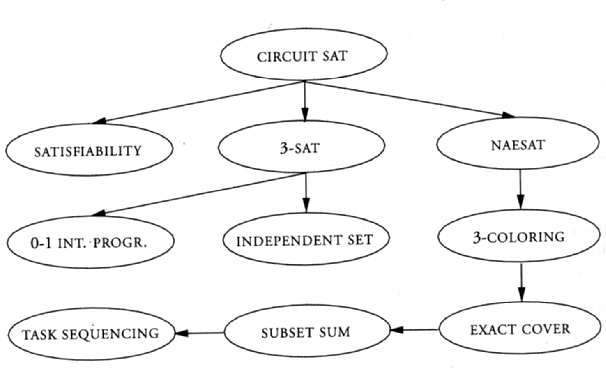 CIRCUIT SAT
SATISFIABILITY
3-SAT
NAESAT
0-1 INT. PROGR.
INDEPENDENT SET
3-COLORING
TASK SEQUENCING
SUBSET SUM
EXACT COVER